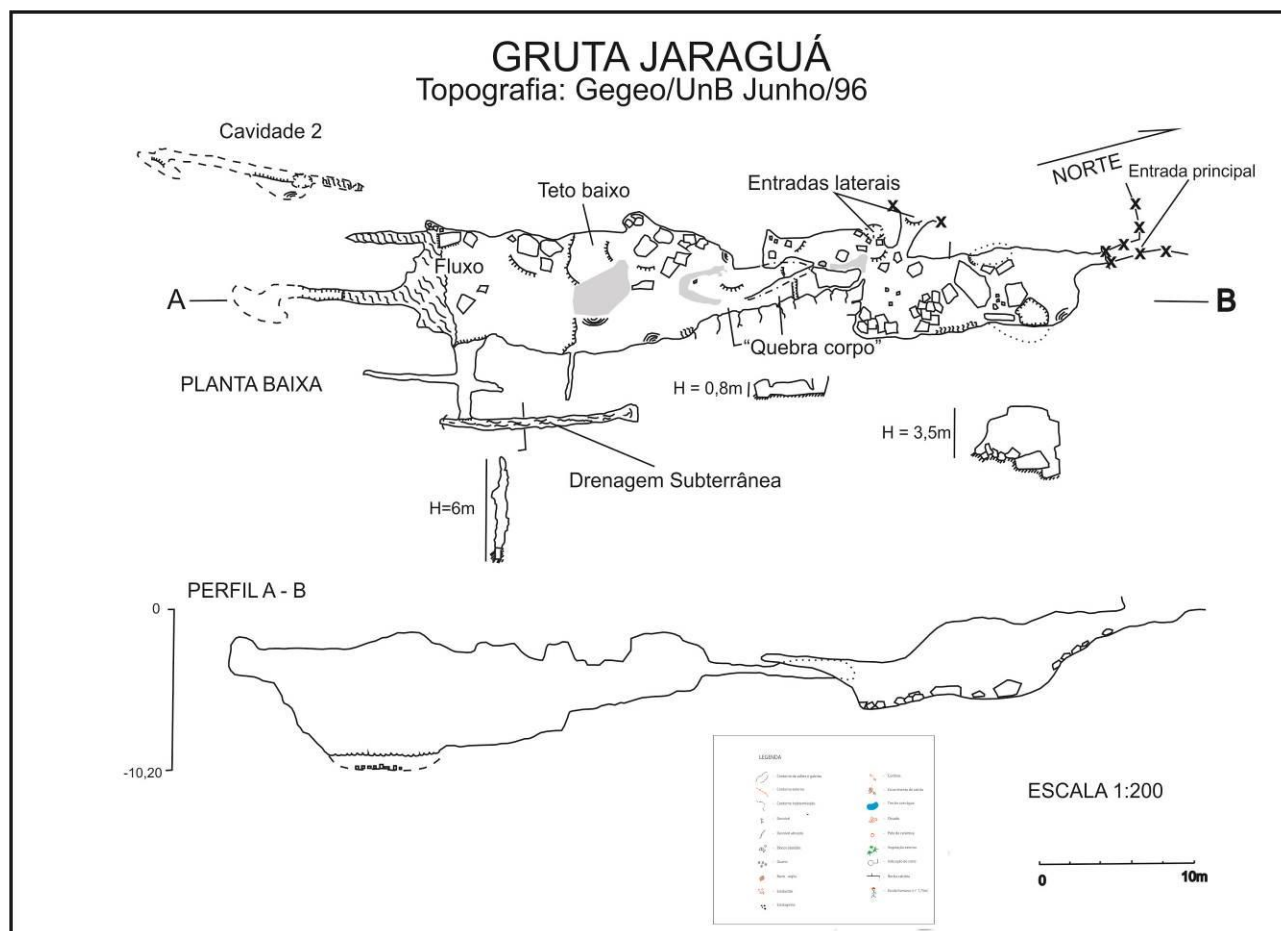 GRUTA JARAGUÁ
Topografia: Gegeo/UnB Junho/96
Cavidade 2
NORTE
Teto baixo
Entradas laterais
Entrada principal
Fluxo
A
B
"Quebra corpo"
PLANTA BAIXA
H = 0,8m
H = 3,5m
Drenagem Subterrânea
H=6m
PERFIL A - B
0
-10,20
LEGENDA
ESCALA 1:200
0
10m